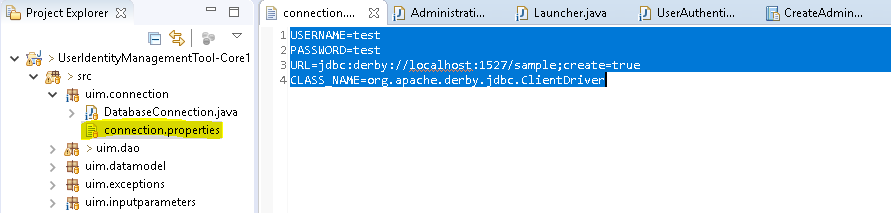 Project Explorer
UserIdentityManagementTool-Core1
src
uim.connection
DatabaseConnection.java
connection.properties
uim.dao
uim.datamodel
uim.exceptions
uim.inputparameters
connection.... Administrati... Launcher.java UserAuthenti... CreateAdmin...
1 USERNAME=test
2 PASSWORD=test
3 URL=jdbc:derby://localhost:1527/sample;create=true
4 CLASS_NAME=org.apache.derby.jdbc.ClientDriver